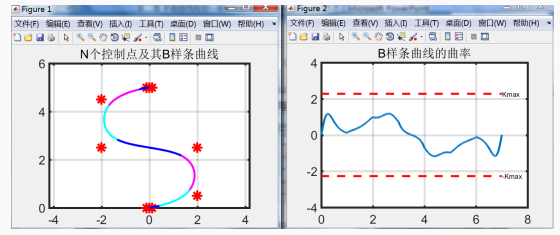 Figure 1
文件(F) 编辑(E) 查看(V) 插入(I) 工具(T) 桌面(D) 窗口(W) 帮助(H)
N个控制点及其B样条曲线
6
4
2
0
-4 -2 0 2 4
Figure 2
文件(F) 编辑(E) 查看(V) 插入(I) 工具(T) 桌面(D) 窗口(W) 帮助(H)
B样条曲线的曲率
4
2
Kmax
0
-2
-Kmax
-4
0 2 4 6 8